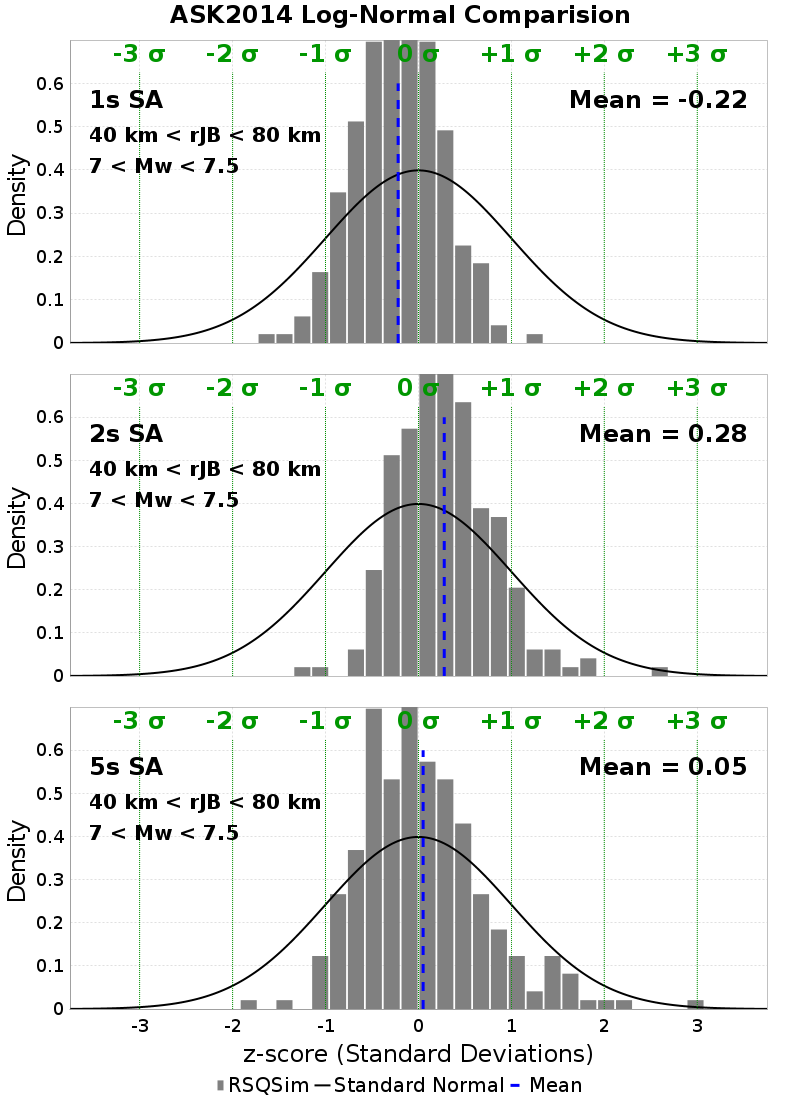 ASK2014 Log-Normal Comparision
-3 σ -2 σ -1 σ 0 σ +1 σ +2 σ +3 σ
1s SA
Mean = -0.22
40 km < rJB < 80 km
7 < Mw < 7.5
Density
0.6
0.5
0.4
0.3
0.2
0.1
0
-3 σ -2 σ -1 σ 0 σ +1 σ +2 σ +3 σ
2s SA
Mean = 0.28
40 km < rJB < 80 km
7 < Mw < 7.5
Density
0.6
0.5
0.4
0.3
0.2
0.1
0
-3 σ -2 σ -1 σ 0 σ +1 σ +2 σ +3 σ
5s SA
Mean = 0.05
40 km < rJB < 80 km
7 < Mw < 7.5
Density
0.6
0.5
0.4
0.3
0.2
0.1
0
-3 -2 -1 0 1 2 3
z-score (Standard Deviations)
RSQSim Standard Normal Mean